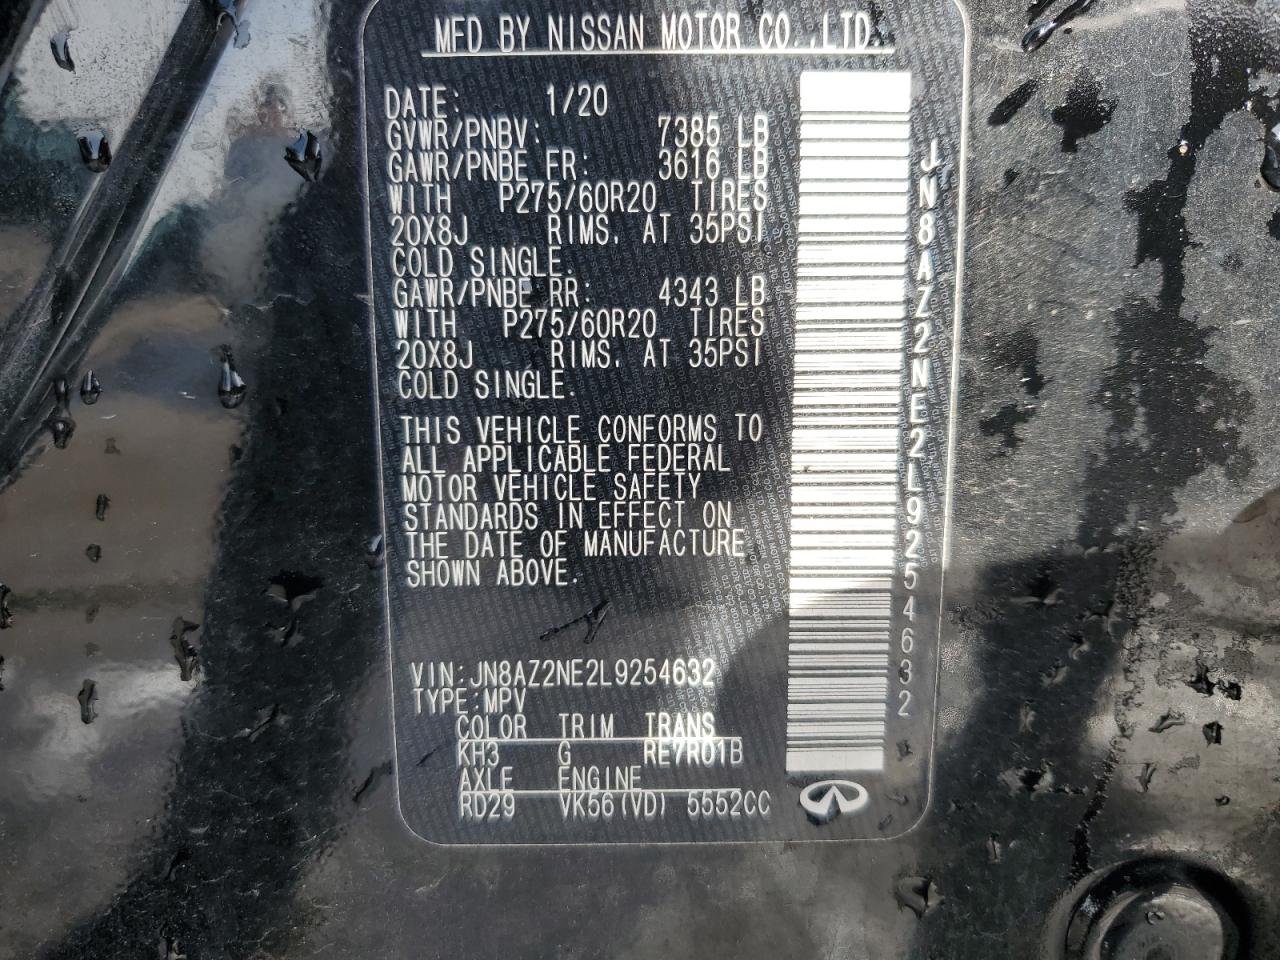 MFD BY NISSAN MOTOR CO.,LTD.
DATE: 1/20
GVWR/PNBV: 7385 LB
GAWR/PNBE FR: 3616 LB
WITH P275/60R20 TIRES
20X8J RIMS. AT 35PSI
COLD SINGLE.
GAWR/PNBE RR: 4343 LB
WITH P275/60R20 TIRES
20X8J RIMS. AT 35PSI
COLD SINGLE.
THIS VEHICLE CONFORMS TO
ALL APPLICABLE FEDERAL
MOTOR VEHICLE SAFETY
STANDARDS IN EFFECT ON
THE DATE OF MANUFACTURE
SHOWN ABOVE.
VIN:JN8AZ2NE2L9254632
TYPE:MPV
COLOR TRIM TRANS
KH3 G RE7R01B
AXLE ENGINE
RD29 VK56(VD) 5552CC
JN8AZ2NE2L9254632